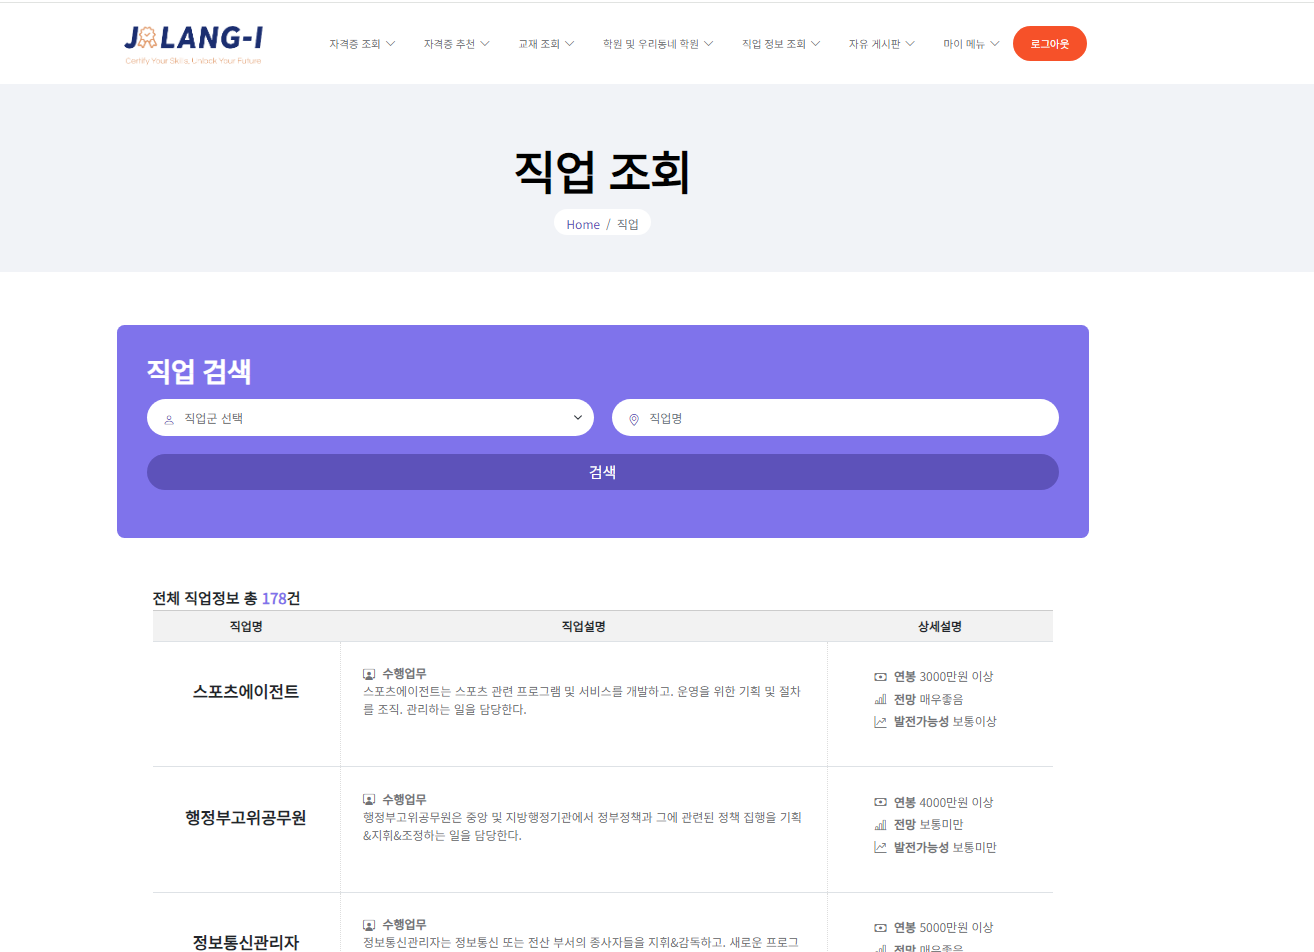 JOLANG-I
Certify Your Skills, Unlock Your Future
자격증 조회 자격증 추천 교재 조회 학원 및 우리동네 학원 직업 정보 조회 자유 게시판 마이 메뉴 로그아웃
직업 조회
Home / 직업
직업 검색
직업군 선택 직업명
검색
전체 직업정보 총 178건
직업명 직업설명 상세설명
스포츠에이전트
수행업무
스포츠에이전트는 스포츠 관련 프로그램 및 서비스를 개발하고. 운영을 위한 기획 및 절차
를 조직. 관리하는 일을 담당한다.
연봉 3000만원 이상
전망 매우좋음
발전가능성 보통이상
행정부고위공무원
수행업무
행정부고위공무원은 중앙 및 지방행정기관에서 정부정책과 그에 관련된 정책 집행을 기획
&지휘&조정하는 일을 담당한다.
연봉 4000만원 이상
전망 보통미만
발전가능성 보통미만
정보통신관리자
수행업무
정보통신관리자는 정보통신 또는 전산 부서의 종사자들을 지휘&감독하고. 새로운 프로그
연봉 5000만원 이상
전망 매우좋음